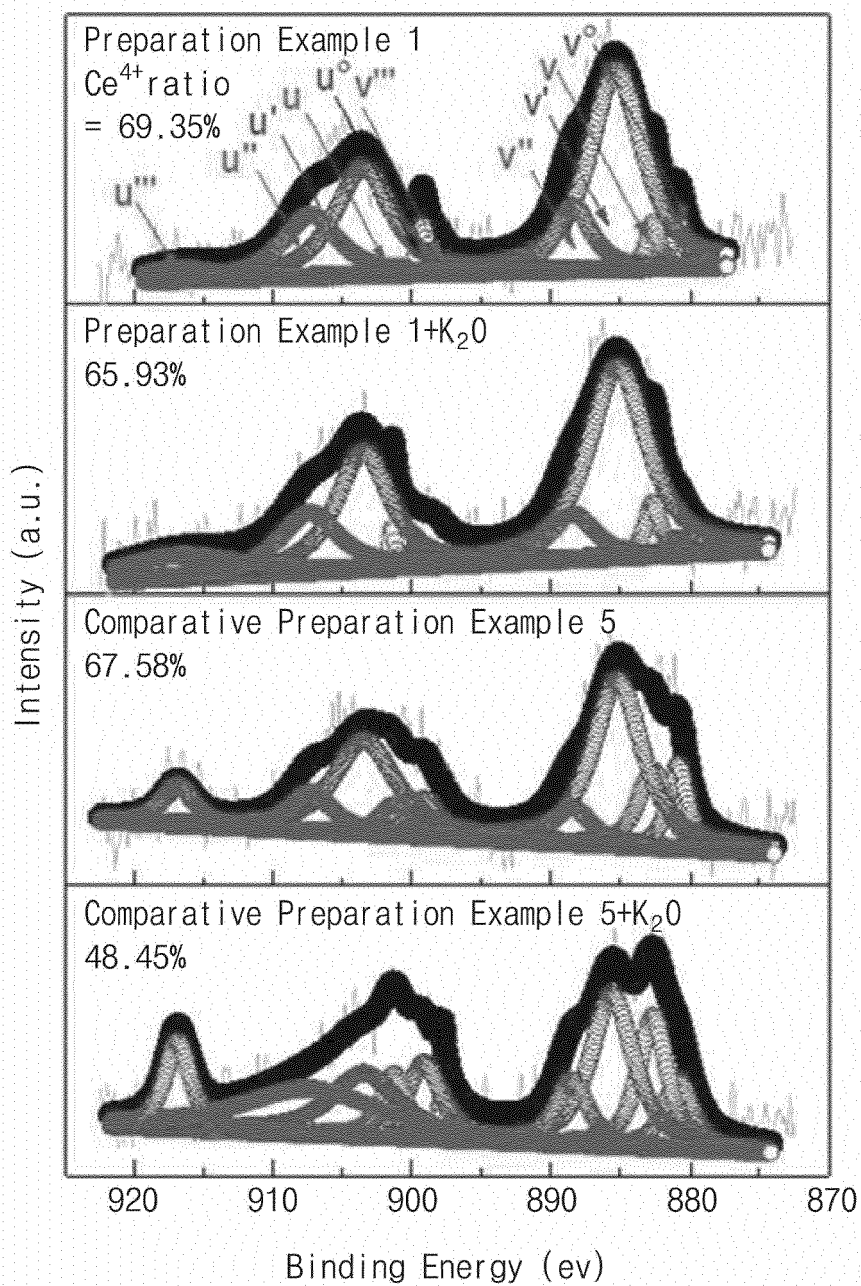 Preparation Example 1
Ce⁴⁺ ratio
= 69.35%
u'''
u''
u'
u
u°
v'''
v''
v'
v
v°
Preparation Example 1+K₂O
65.93%
Comparative Preparation Example 5
67.58%
Comparative Preparation Example 5+K₂O
48.45%
Intensity (a.u.)
920 910 900 890 880 870
Binding Energy (ev)